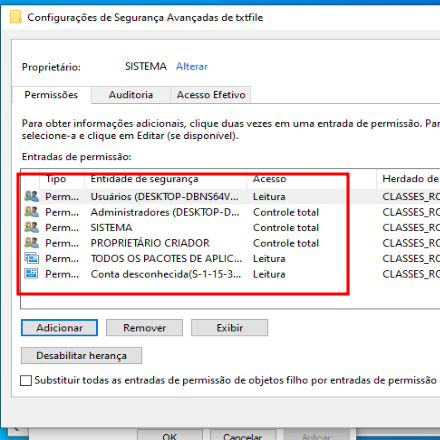 Configurações de Segurança Avançadas de txtfile
Proprietário: SISTEMA Alterar
Permissões Auditoria Acesso Efetivo
Para obter informações adicionais, clique duas vezes em uma entrada de permissão. Par
selecione-a e clique em Editar (se disponível).
Entradas de permissão:
Tipo Entidade de segurança Acesso Herdado de
Perm... Usuários (DESKTOP-DBNS64V... Leitura CLASSES_RO
Perm... Administradores (DESKTOP-D... Controle total CLASSES_RO
Perm... SISTEMA Controle total CLASSES_RO
Perm... PROPRIETÁRIO CRIADOR Controle total CLASSES_RO
Perm... TODOS OS PACOTES DE APLIC... Leitura CLASSES_RO
Perm... Conta desconhecida(S-1-15-3... Leitura CLASSES_RO
Adicionar Remover Exibir
Desabilitar herança
Substituir todas as entradas de permissão de objetos filho por entradas de permissão
OK Cancelar Aplicar